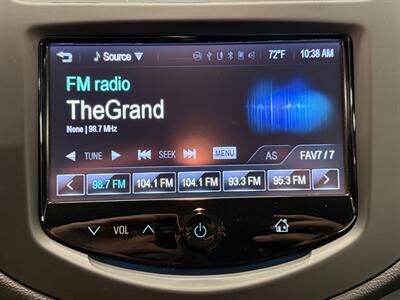 Source 72°F 10:38 AM
FM radio
TheGrand
None | 98.7 MHz
TUNE SEEK MENU AS FAV7 / 7
98.7 FM 104.1 FM 104.1 FM 93.3 FM 95.3 FM
VOL